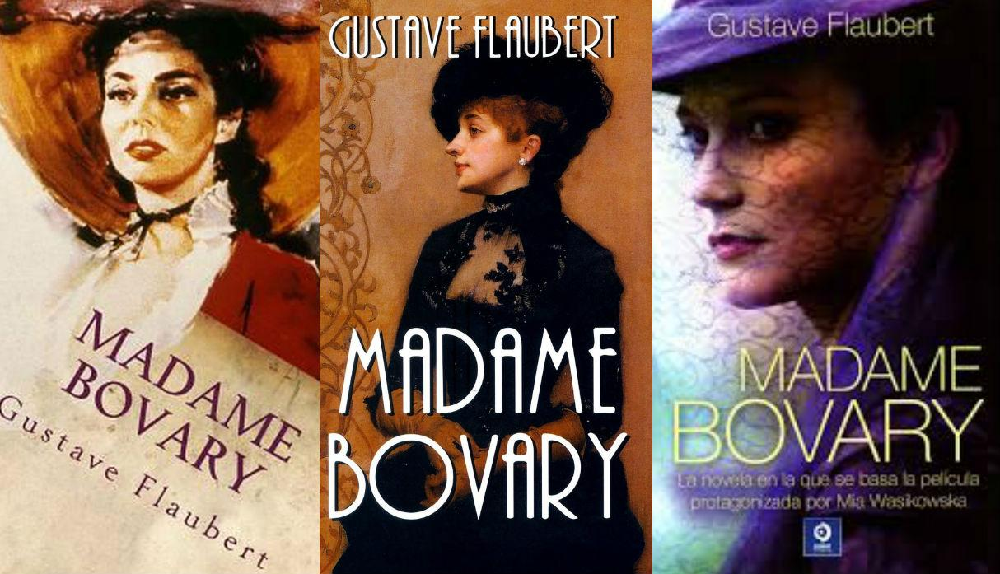 MADAME
BOVARY
Gustave Flaubert
GUSTAVE FLAUBERT
MADAME
BOVARY
Gustave Flaubert
MADAME
BOVARY
La novela en la que se basa la película
protagonizada por Mia Wasikowska